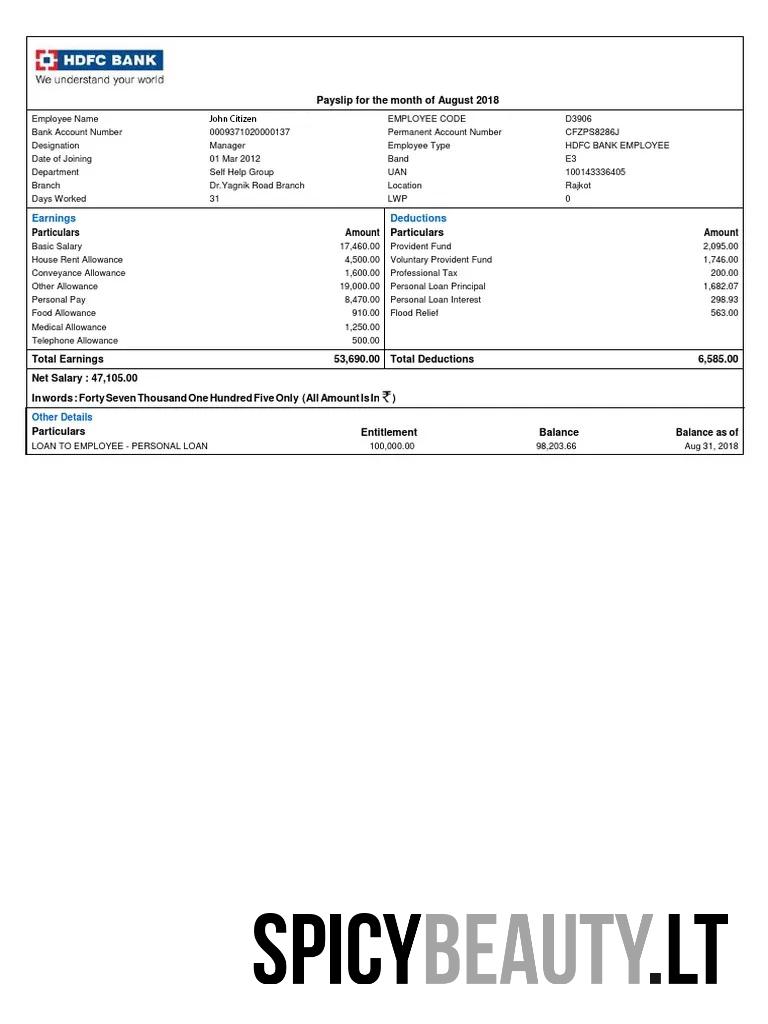 HDFC BANK
We understand your world
Payslip for the month of August 2018
Employee Name John Citizen EMPLOYEE CODE D3906
Bank Account Number 0009371020000137 Permanent Account Number CFZPS8286J
Designation Manager Employee Type HDFC BANK EMPLOYEE
Date of Joining 01 Mar 2012 Band E3
Department Self Help Group UAN 100143336405
Branch Dr.Yagnik Road Branch Location Rajkot
Days Worked 31 LWP 0
Earnings Deductions
Particulars Amount Particulars Amount
Basic Salary 17,460.00 Provident Fund 2,095.00
House Rent Allowance 4,500.00 Voluntary Provident Fund 1,746.00
Conveyance Allowance 1,600.00 Professional Tax 200.00
Other Allowance 19,000.00 Personal Loan Principal 1,682.07
Personal Pay 8,470.00 Personal Loan Interest 298.93
Food Allowance 910.00 Flood Relief 563.00
Medical Allowance 1,250.00
Telephone Allowance 500.00
Total Earnings 53,690.00 Total Deductions 6,585.00
Net Salary : 47,105.00
In words : Forty Seven Thousand One Hundred Five Only (All Amount Is In ₹ )
Other Details
Particulars Entitlement Balance Balance as of
LOAN TO EMPLOYEE - PERSONAL LOAN 100,000.00 98,203.66 Aug 31, 2018
SPICYBEAUTY.LT